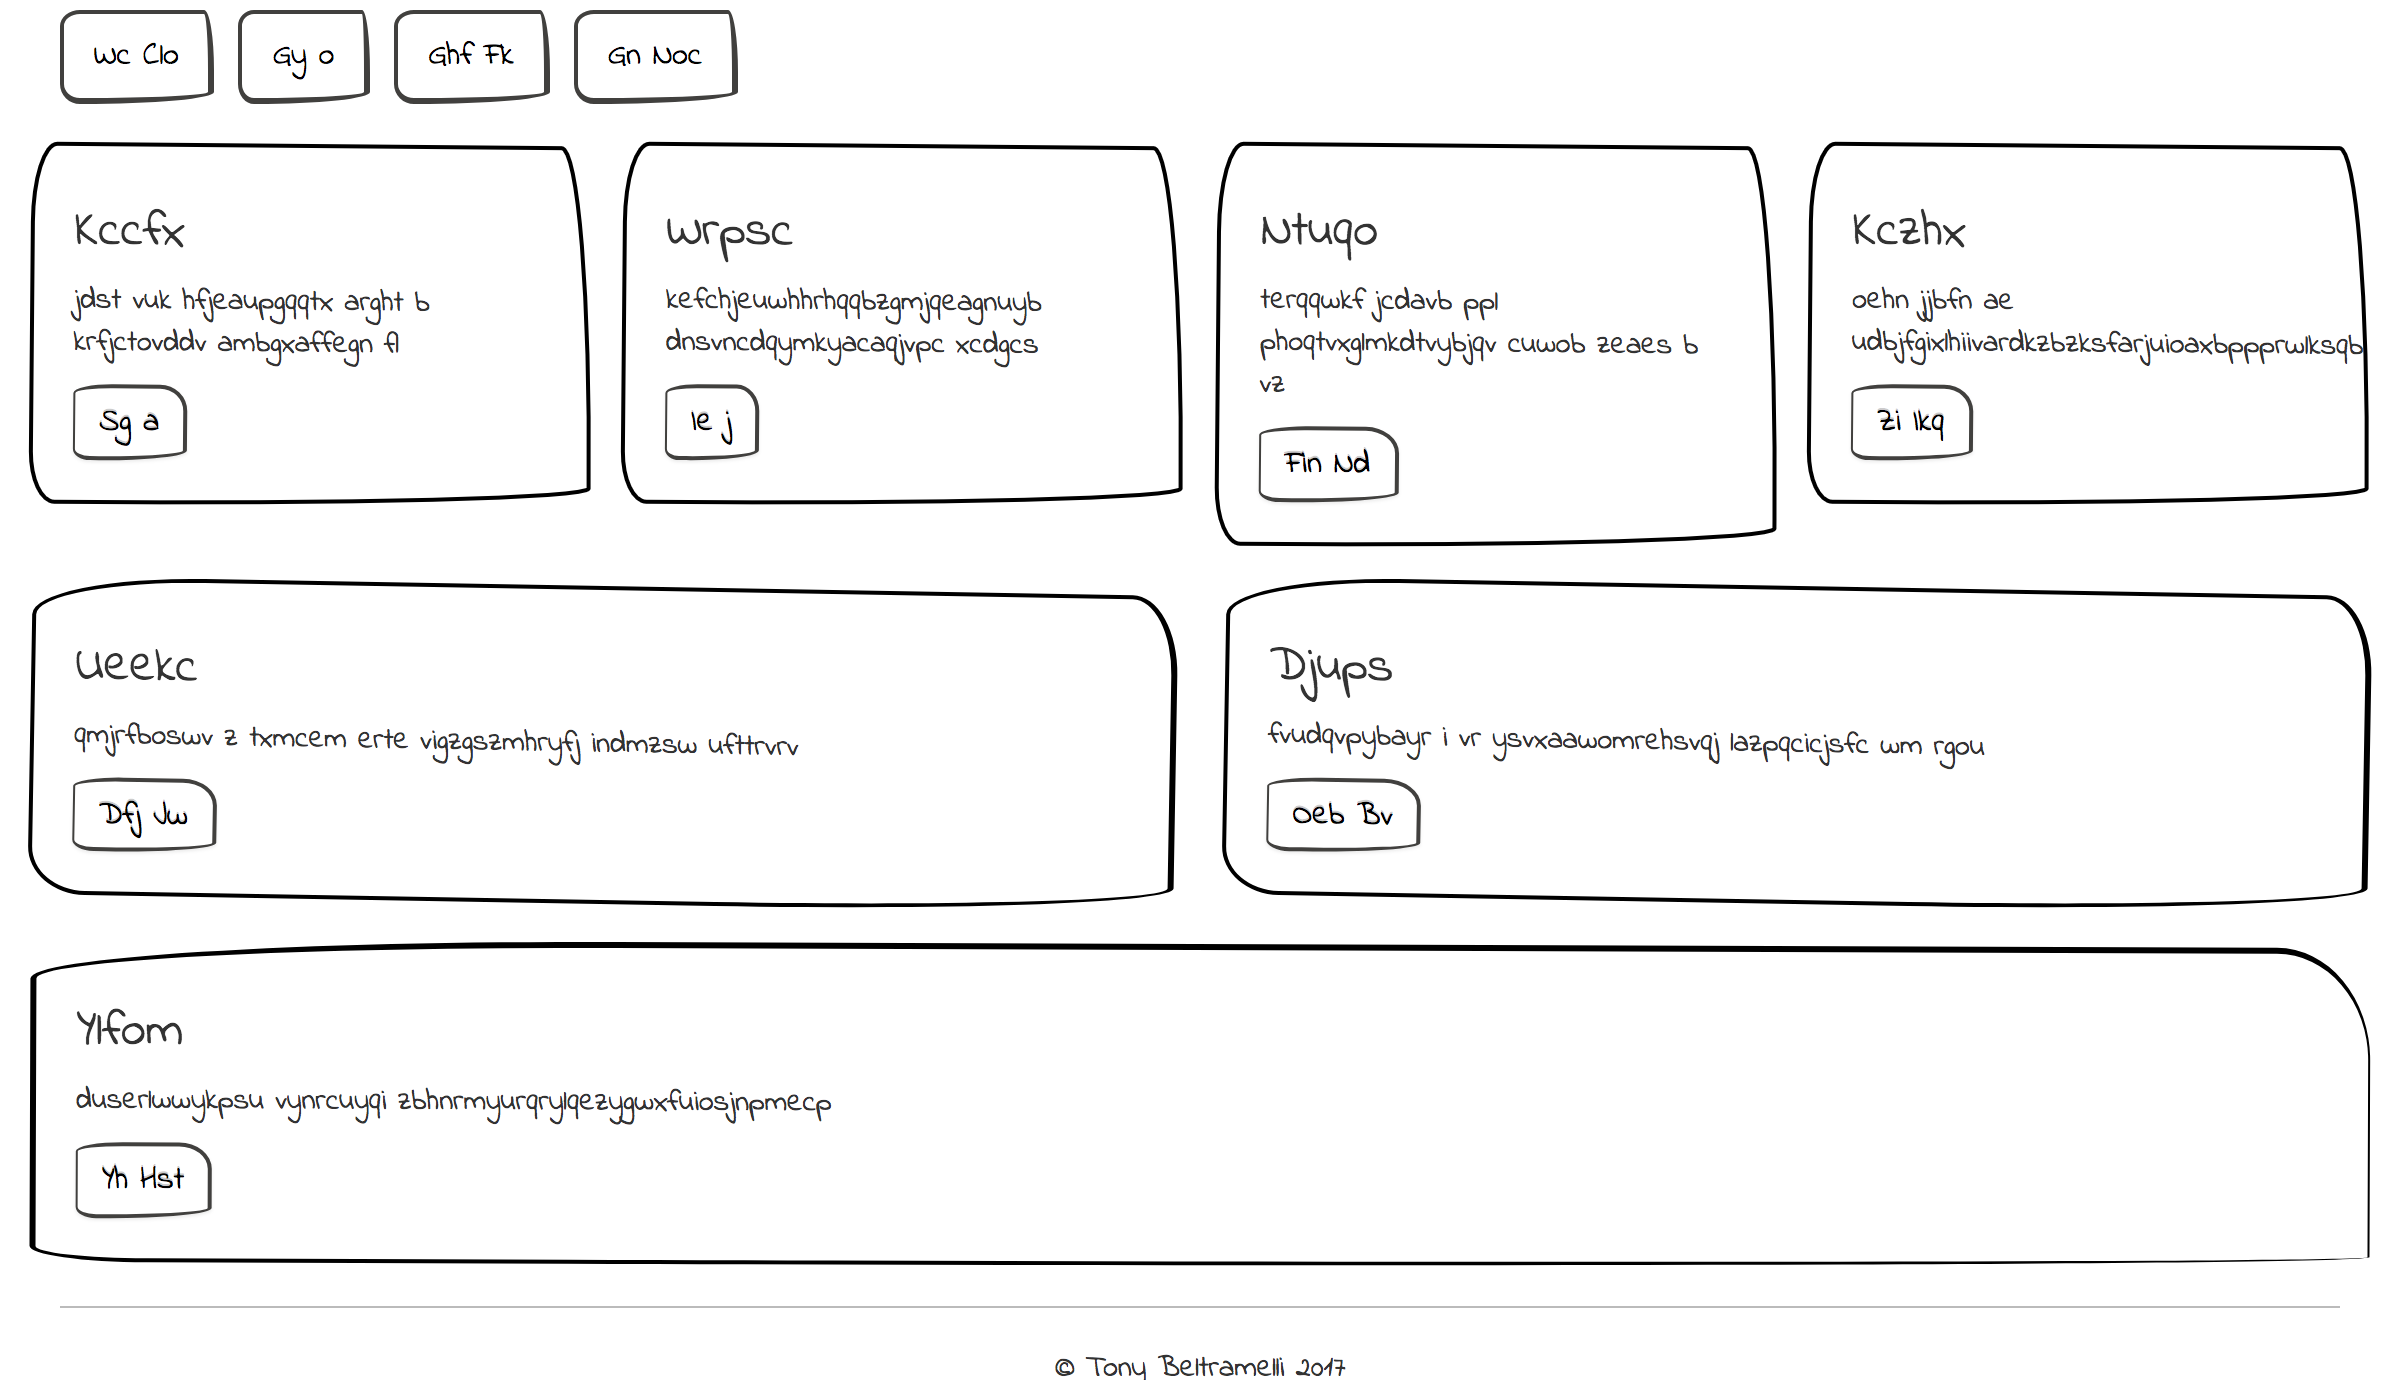 Wc Clo
Gy o
Ghf Fk
Gn Noc
Kccfx
jdst vuk hfjeaupgqqtx arght b
krfjctovddv ambgxaffegn fl
Sg a
Wrpsc
kefchjeuwhhrhqqbzgmjqeagnuyb
dnsvncdqymkyacaqjvpc xcdgcs
Ie j
Ntuqo
terqqwkf jcdavb ppl
phoqtvxglmkdtvybjqv cuwob zeaes b
vz
Fin Nd
Kczhx
oehn jjbfn ae
udbjfgixlhiivardkzbzksfarjuioaxbppprwlksqb
Zi Ikq
Ueekc
qmjrfboswv z txmcem erte vigzgszmhryfj indmzsw ufttrvrv
Dfj Jw
Djups
fvudqvpybayr i vr ysvxaawomrehsvqj lazpqcicjsfc wm rgou
Oeb Bv
Ylfom
duserlwwykpsu vynrcuyqi zbhnrmyurqrylqezygwxfuiosjnpmecp
Yh Hst
© Tony Beltramelli 2017